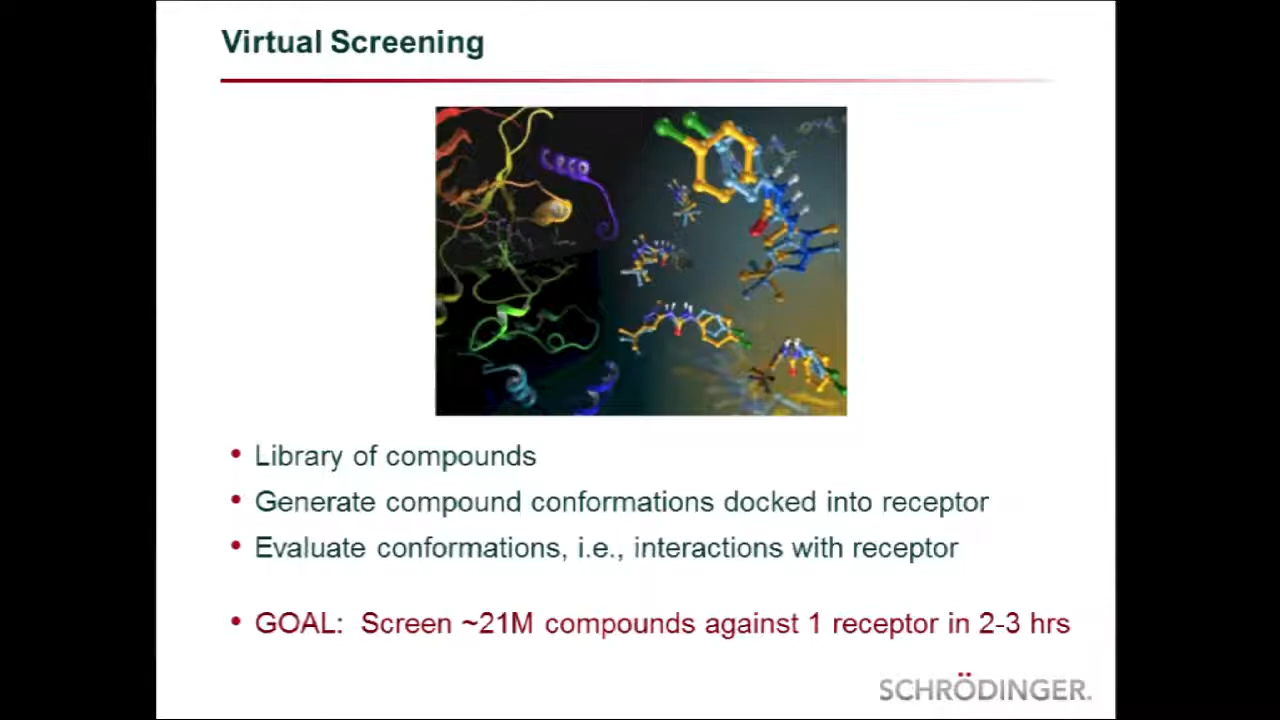 Virtual Screening
• Library of compounds
• Generate compound conformations docked into receptor
• Evaluate conformations, i.e., interactions with receptor
• GOAL: Screen ~21M compounds against 1 receptor in 2-3 hrs
SCHRÖDINGER.